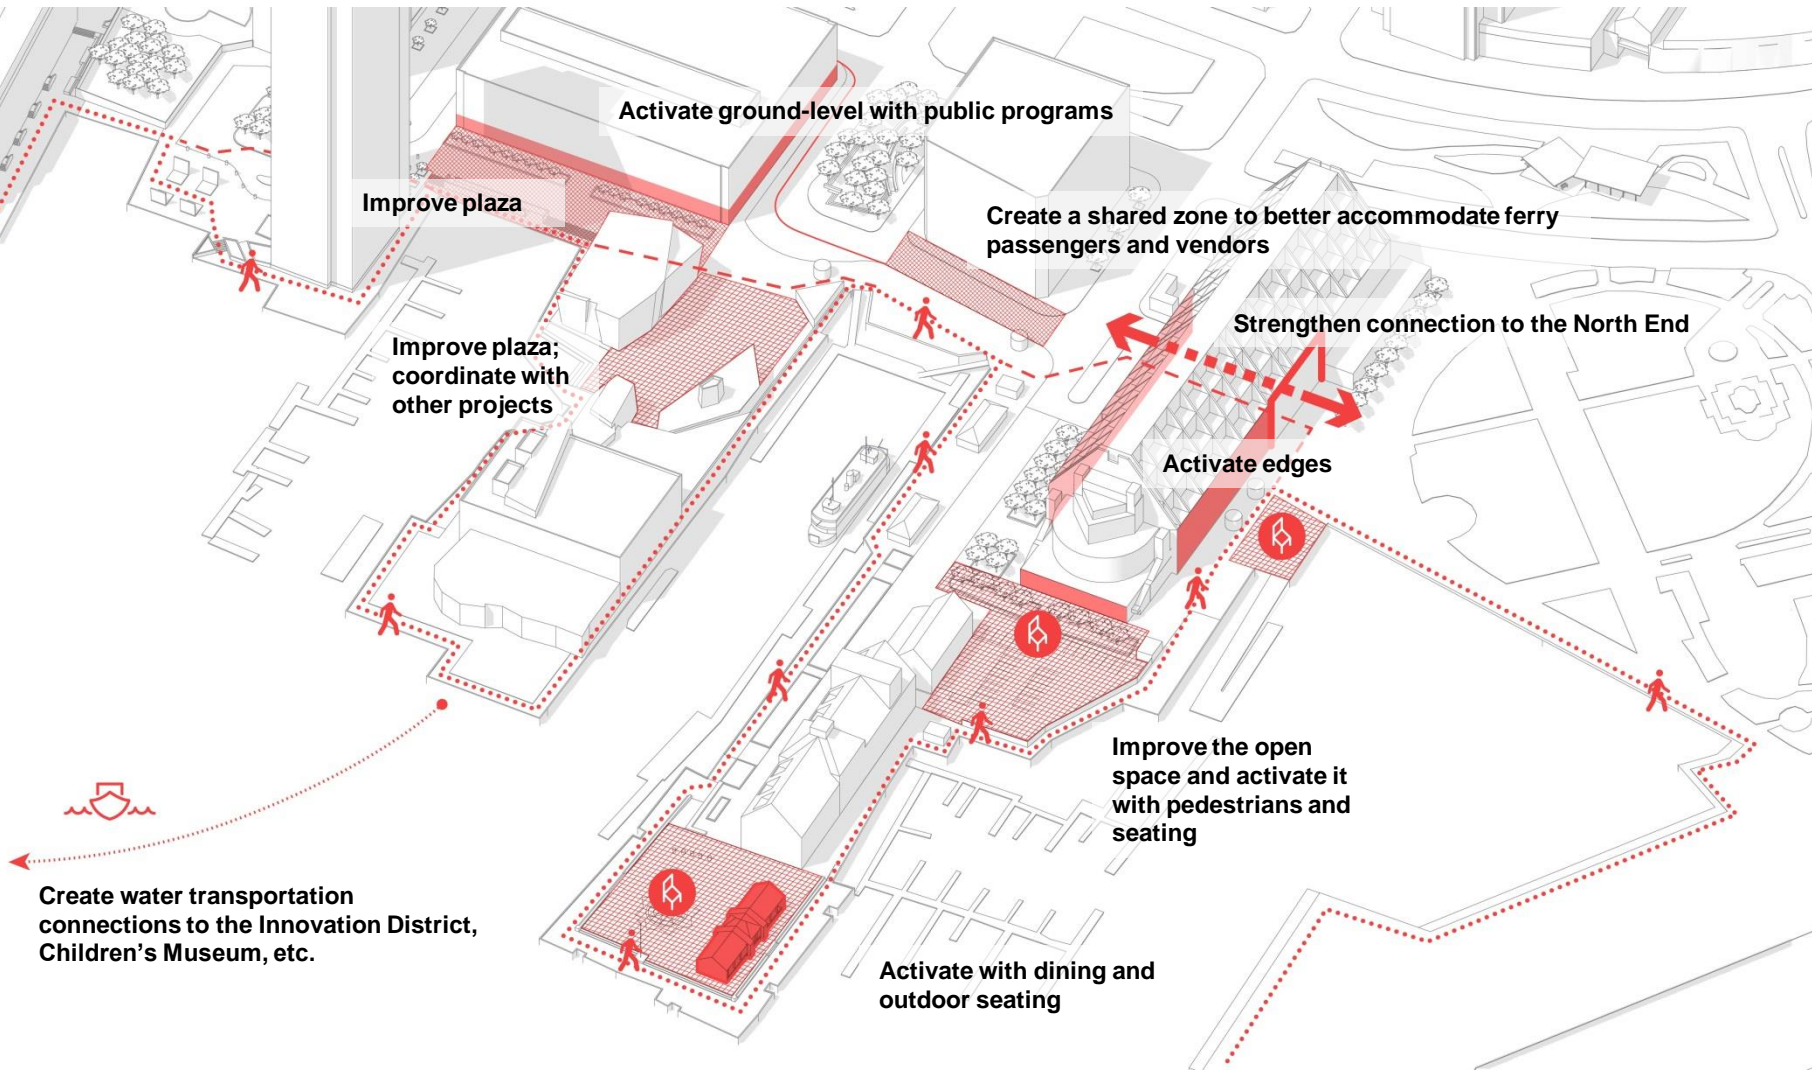 Activate ground-level with public programs
Improve plaza
Create a shared zone to better accommodate ferry
passengers and vendors
Strengthen connection to the North End
Improve plaza;
coordinate with
other projects
Activate edges
Improve the open
space and activate it
with pedestrians and
seating
Create water transportation
connections to the Innovation District,
Children’s Museum, etc.
Activate with dining and
outdoor seating